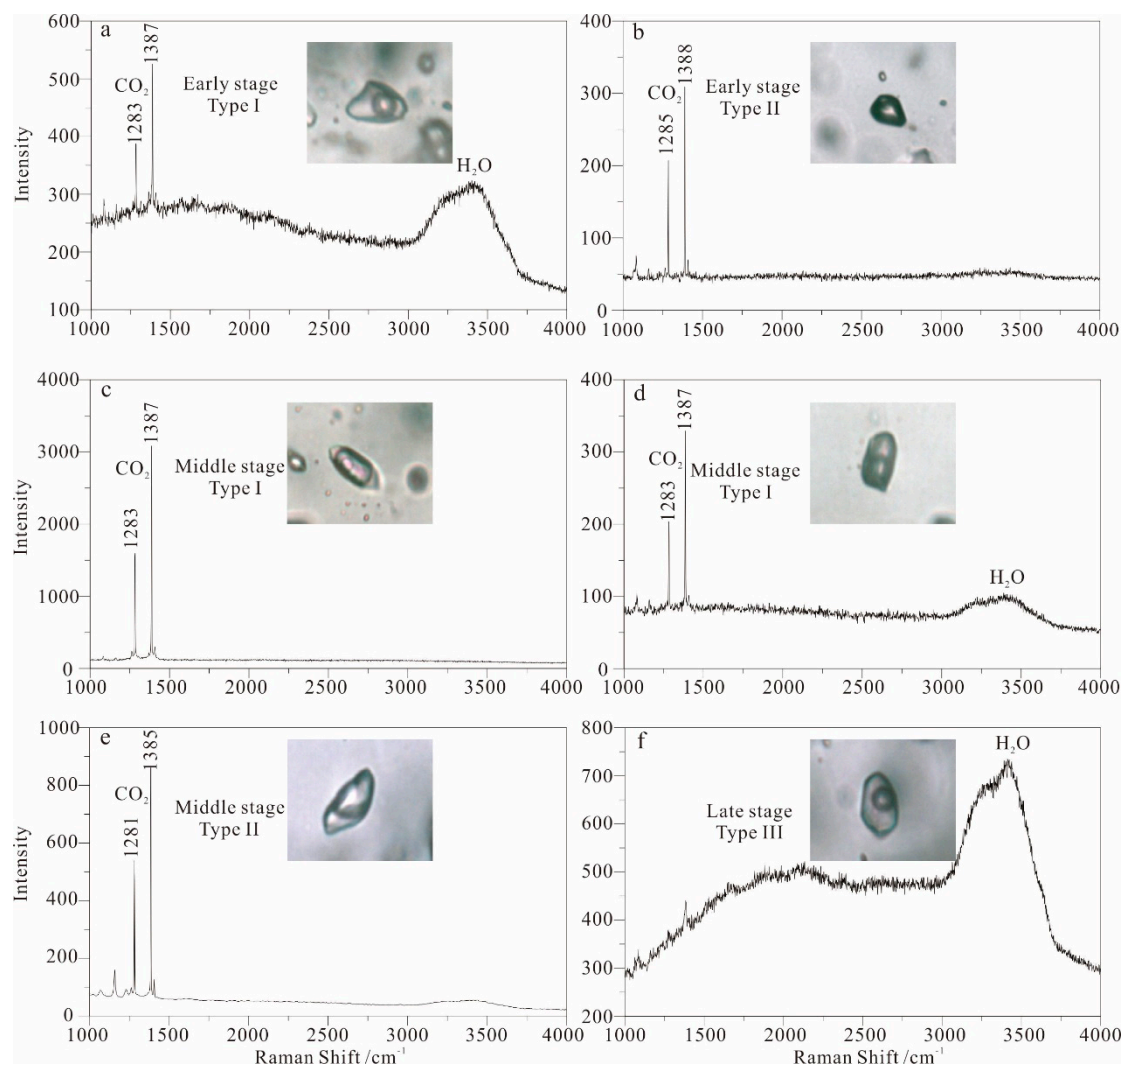 a
600
500
400
300
200
100
Intensity
CO₂
1283
1387
Early stage
Type I
H₂O
1000 1500 2000 2500 3000 3500 4000
b
400
300
200
100
0
CO₂
1285
1388
Early stage
Type II
1000 1500 2000 2500 3000 3500 4000
c
4000
3000
2000
1000
0
Intensity
CO₂
1283
1387
Middle stage
Type I
1000 1500 2000 2500 3000 3500 4000
d
400
300
200
100
0
CO₂
1283
1387
Middle stage
Type I
H₂O
1000 1500 2000 2500 3000 3500 4000
e
1000
800
600
400
200
0
Intensity
CO₂
1281
1385
Middle stage
Type II
1000 1500 2000 2500 3000 3500 4000
Raman Shift /cm⁻¹
f
800
700
600
500
400
300
200
H₂O
Late stage
Type III
1000 1500 2000 2500 3000 3500 4000
Raman Shift /cm⁻¹